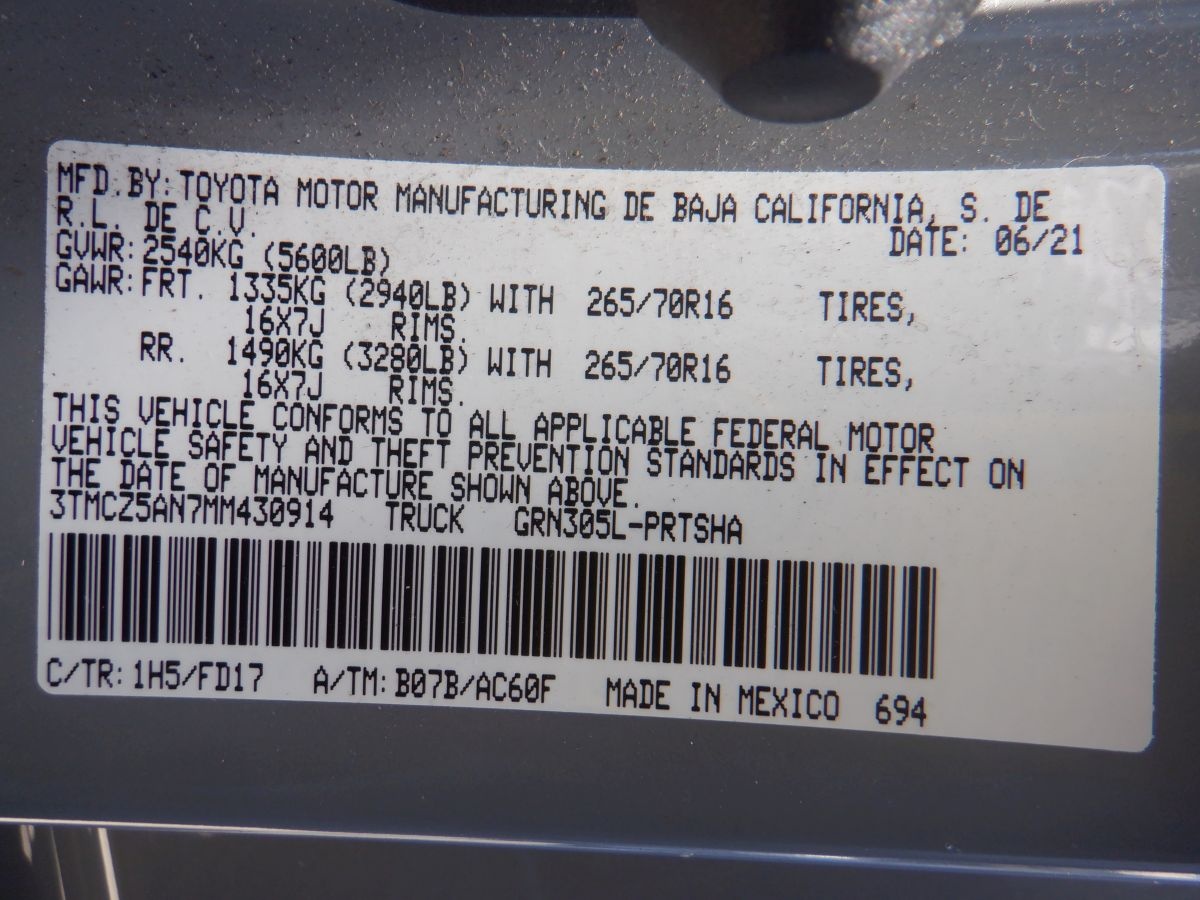 MFD. BY: TOYOTA MOTOR MANUFACTURING DE BAJA CALIFORNIA, S. DE
R.L. DE C.V. DATE: 06/21
GVWR: 2540KG (5600LB)
GAWR: FRT. 1335KG (2940LB) WITH 265/70R16 TIRES,
16X7J RIMS.
RR. 1490KG (3280LB) WITH 265/70R16 TIRES,
16X7J RIMS.
THIS VEHICLE CONFORMS TO ALL APPLICABLE FEDERAL MOTOR
VEHICLE SAFETY AND THEFT PREVENTION STANDARDS IN EFFECT ON
THE DATE OF MANUFACTURE SHOWN ABOVE.
3TMCZ5AN7MM430914 TRUCK GRN305L-PRTSHA
C/TR: 1H5/FD17 A/TM: B07B/AC60F MADE IN MEXICO 694